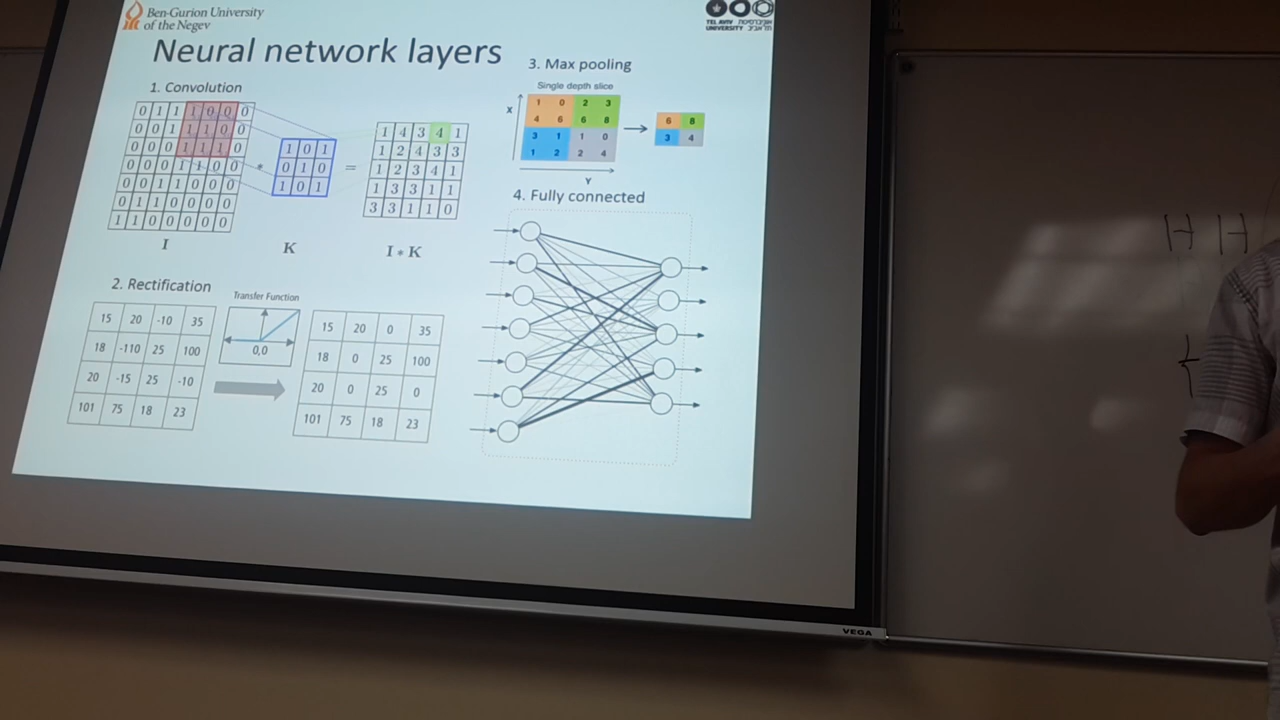 Ben-Gurion University
of the Negev
TEL AVIV
UNIVERSITY
Neural network layers
1. Convolution
0 1 1 1 0 0 0
0 0 1 1 1 0 0
0 0 0 1 1 1 0
0 0 0 1 1 0 0
0 0 1 1 0 0 0
0 1 1 0 0 0 0
1 1 0 0 0 0 0
I
*
1 0 1
0 1 0
1 0 1
K
=
1 4 3 4 1
1 2 4 3 3
1 2 3 4 1
1 3 3 1 1
3 3 1 1 0
I * K
2. Rectification
15 20 -10 35
18 -110 25 100
20 -15 25 -10
101 75 18 23
Transfer Function
0,0
15 20 0 35
18 0 25 100
20 0 25 0
101 75 18 23
3. Max pooling
Single depth slice
X
1 0 2 3
4 6 6 8
3 1 1 0
1 2 2 4
Y
6 8
3 4
4. Fully connected
VEGA